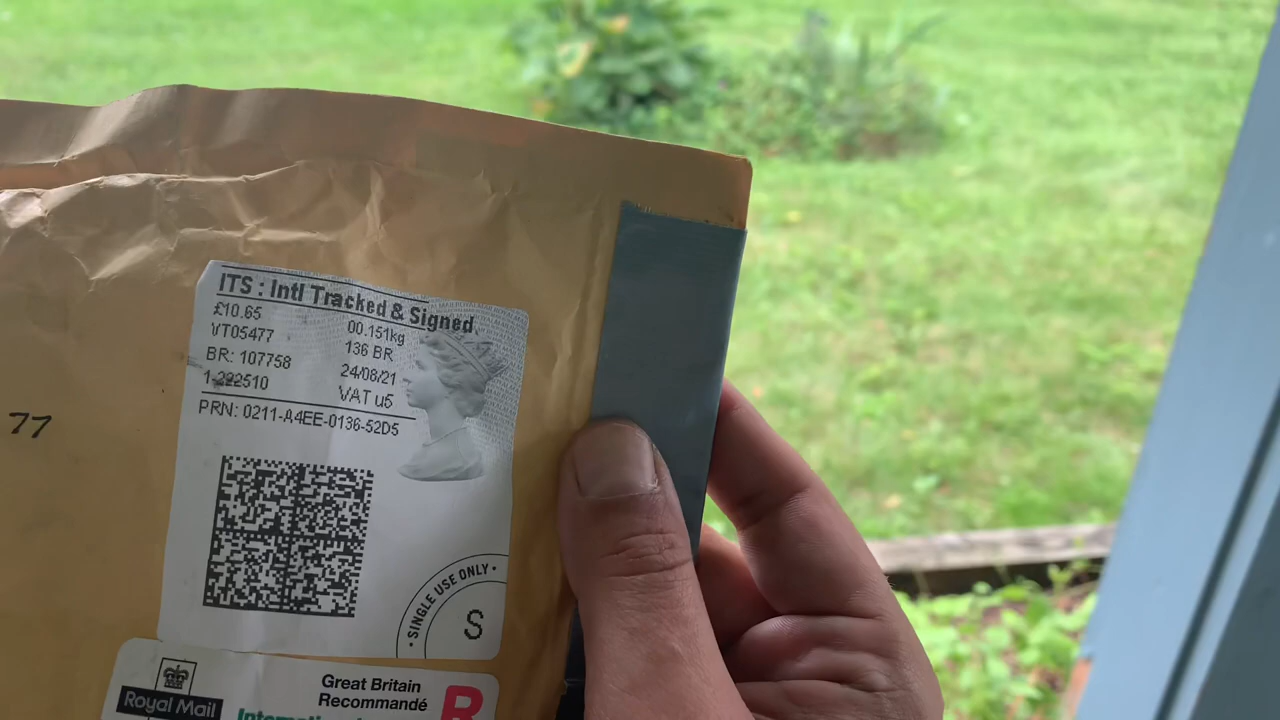 ITS : Intl Tracked & Signed
£10.65
00.151kg
VT05477
136 BR
BR: 107758
24/08/21
1-222510
VAT u5
PRN: 0211-A4EE-0136-52D5
77
• SINGLE USE ONLY •
S
Royal Mail
Great Britain
Recommandé
R